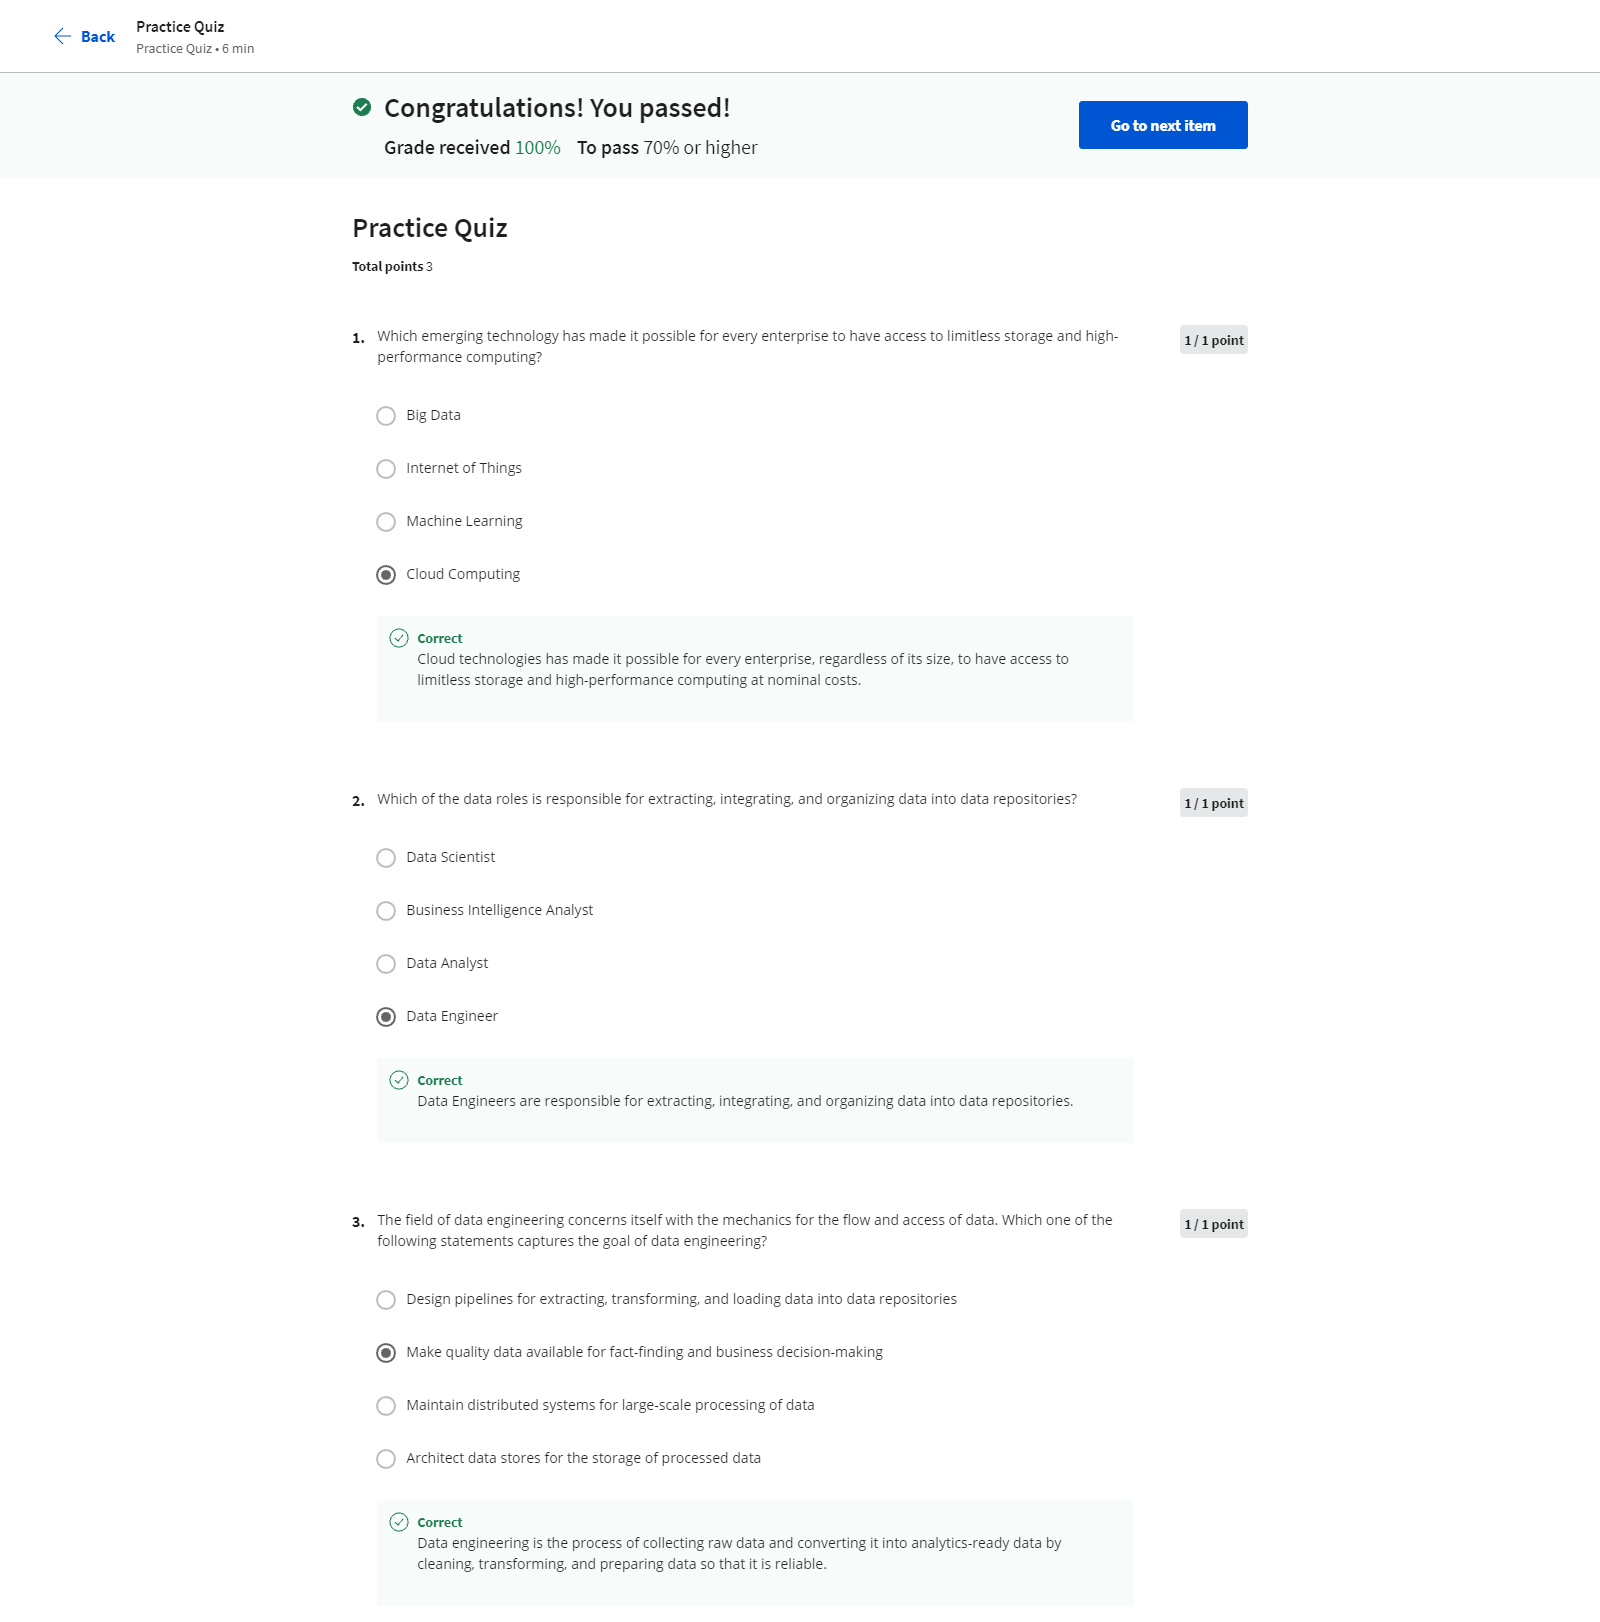 Back
Practice Quiz
Practice Quiz • 6 min
Congratulations! You passed!
Grade received 100% To pass 70% or higher
Go to next item
Practice Quiz
Total points 3
1. Which emerging technology has made it possible for every enterprise to have access to limitless storage and high-
performance computing?
1 / 1 point
Big Data
Internet of Things
Machine Learning
Cloud Computing
Correct
Cloud technologies has made it possible for every enterprise, regardless of its size, to have access to
limitless storage and high-performance computing at nominal costs.
2. Which of the data roles is responsible for extracting, integrating, and organizing data into data repositories?
1 / 1 point
Data Scientist
Business Intelligence Analyst
Data Analyst
Data Engineer
Correct
Data Engineers are responsible for extracting, integrating, and organizing data into data repositories.
3. The field of data engineering concerns itself with the mechanics for the flow and access of data. Which one of the
following statements captures the goal of data engineering?
1 / 1 point
Design pipelines for extracting, transforming, and loading data into data repositories
Make quality data available for fact-finding and business decision-making
Maintain distributed systems for large-scale processing of data
Architect data stores for the storage of processed data
Correct
Data engineering is the process of collecting raw data and converting it into analytics-ready data by
cleaning, transforming, and preparing data so that it is reliable.